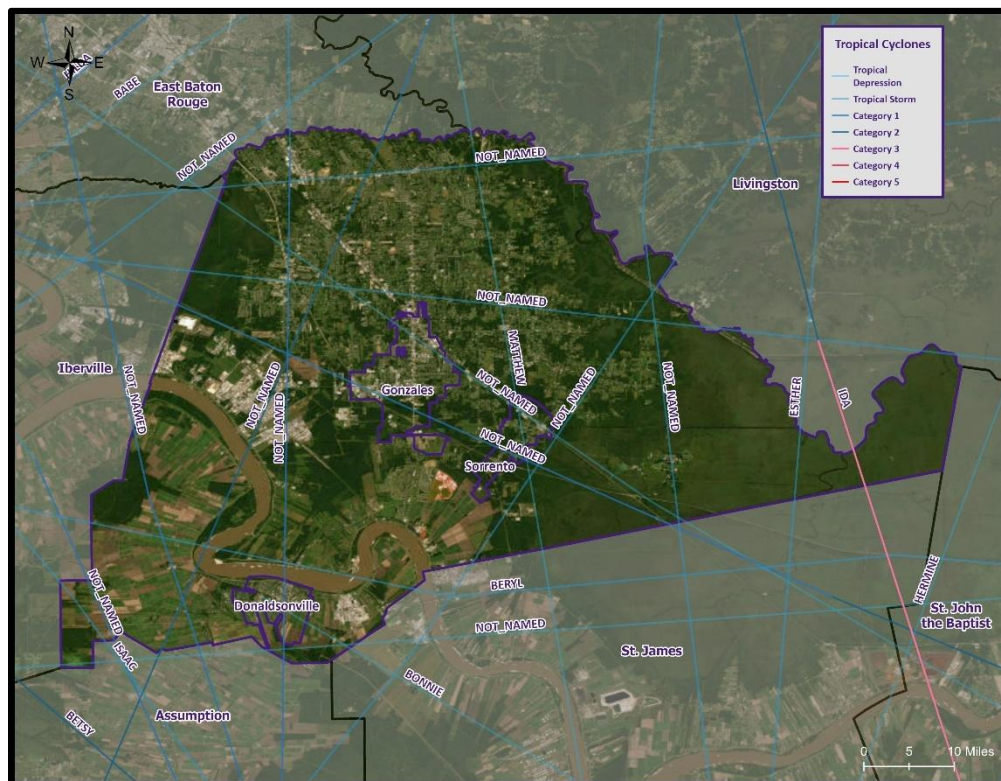 N
W E
S
Tropical Cyclones
Tropical
Depression
Tropical Storm
Category 1
Category 2
Category 3
Category 4
Category 5
BABE
East Baton
Rouge
NOT_NAMED
NOT_NAMED
Livingston
NOT_NAMED
MATTHEW
Iberville
NOT_NAMED
NOT_NAMED
NOT_NAMED
Gonzales
NOT_NAMED
NOT_NAMED
NOT_NAMED
NOT_NAMED
ESTHER
IDA
Sorrento
NOT_NAMED
Donaldsonville
BERYL
HERMINE
NOT_NAMED
St. John
the Baptist
ISAAC
St. James
BONNIE
BETSY
Assumption
0 5 10 Miles